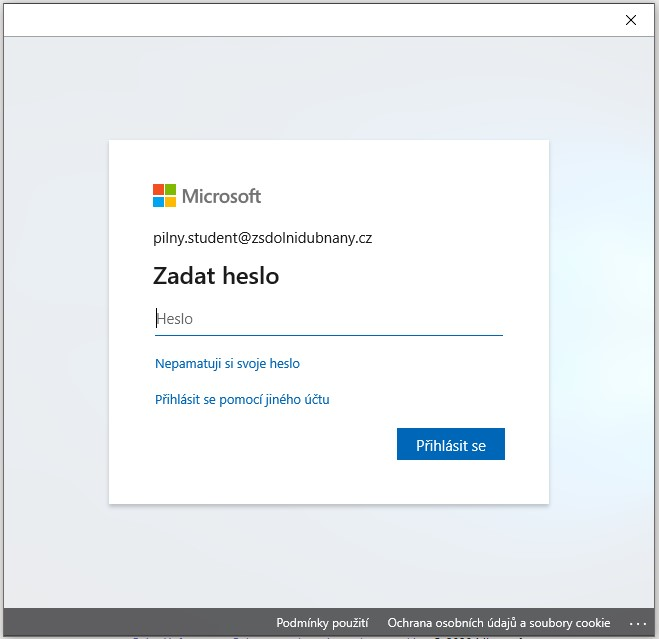 Microsoft
pilny.student@zsdolnidubnany.cz
Zadat heslo
Heslo
Nepamatuji si svoje heslo
Přihlásit se pomocí jiného účtu
Přihlásit se
Podmínky použití Ochrana osobních údajů a soubory cookie ...